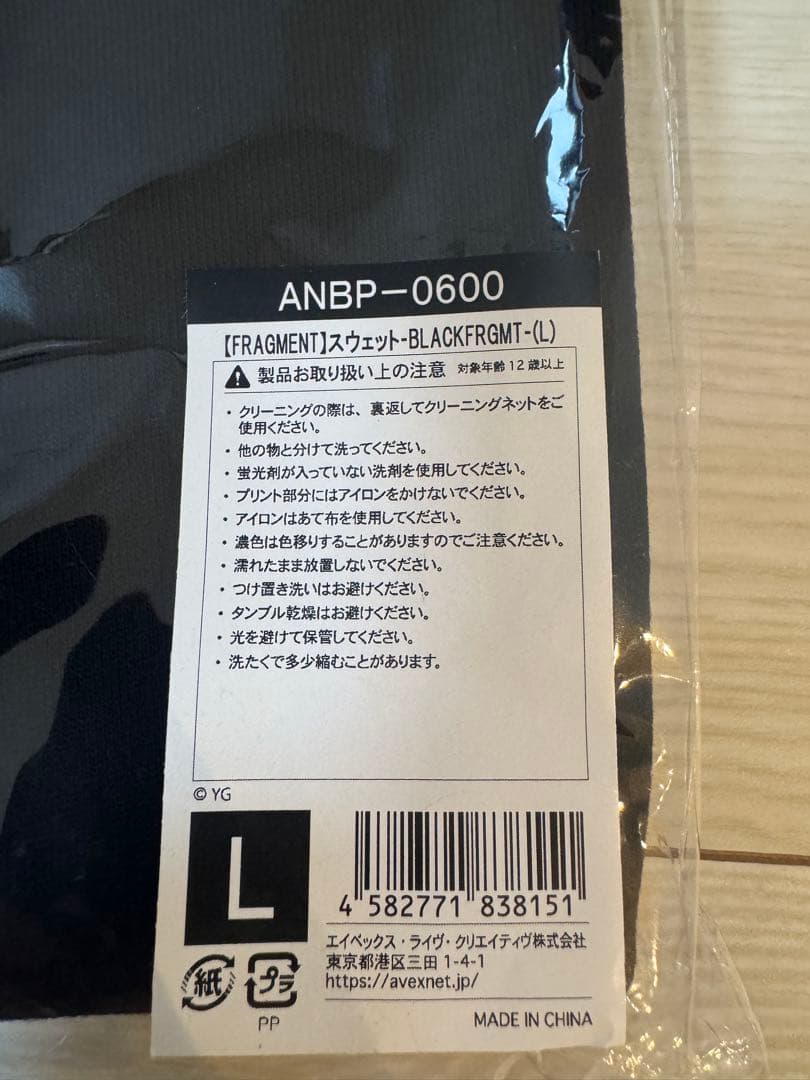 ANBP-0600
【FRAGMENT】スウェット-BLACKFRGMT-(L)
製品お取り扱い上の注意 対象年齢12歳以上
・クリーニングの際は、裏返してクリーニングネットをご
使用ください。
・他の物と分けて洗ってください。
・蛍光剤が入っていない洗剤を使用してください。
・プリント部分にはアイロンをかけないでください。
・アイロンはあて布を使用してください。
・濃色は色移りすることがありますのでご注意ください。
・濡れたまま放置しないでください。
・つけ置き洗いはお避けください。
・タンブル乾燥はお避けください。
・光を避けて保管してください。
・洗たくで多少縮むことがあります。
© YG
L
4 582771 838151
エイベックス・ライヴ・クリエイティヴ株式会社
東京都港区三田 1-4-1
https://avexnet.jp/
紙 プラ
PP
MADE IN CHINA